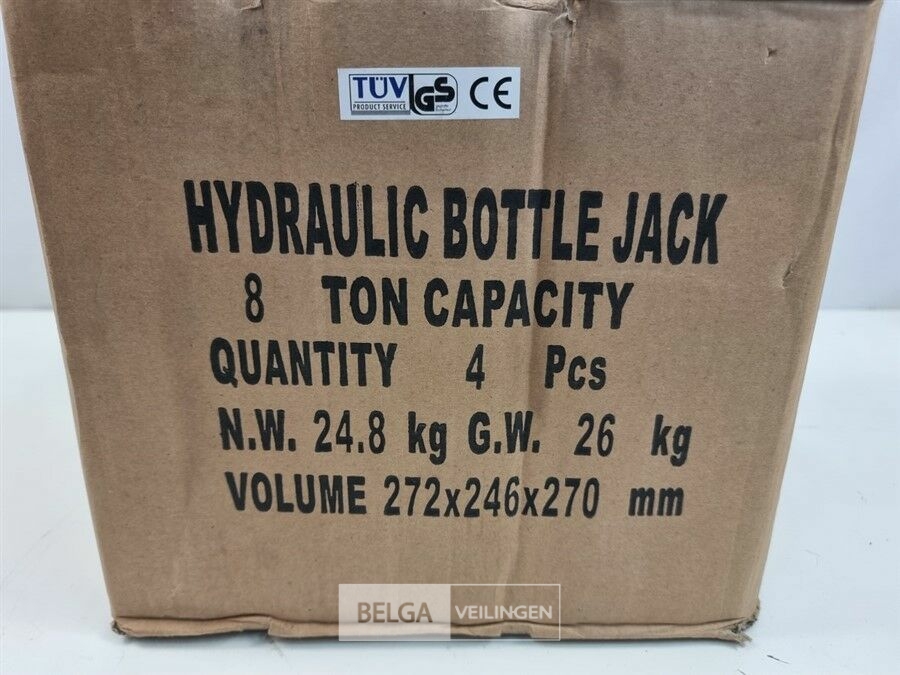 TÜV GS CE
PRODUCT SERVICE
HYDRAULIC BOTTLE JACK
8 TON CAPACITY
QUANTITY 4 Pcs
N.W. 24.8 kg G.W. 26 kg
VOLUME 272x246x270 mm
BELGA VEILINGEN